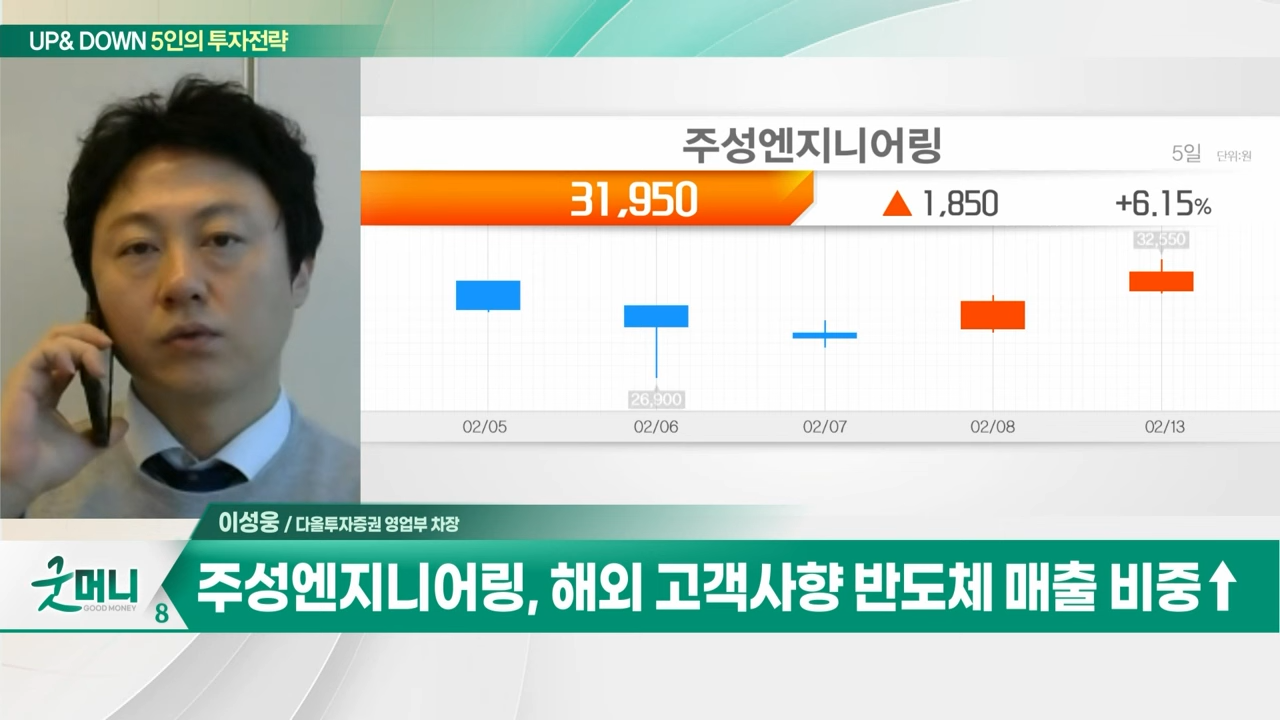 UP& DOWN 5인의 투자전략
주성엔지니어링
5일 단위:원
31,950 ▲ 1,850 +6.15%
32,550
26,900
02/05 02/06 02/07 02/08 02/13
이성웅 / 다올투자증권 영업부 차장
굿머니
GOOD MONEY
8
주성엔지니어링, 해외 고객사향 반도체 매출 비중↑